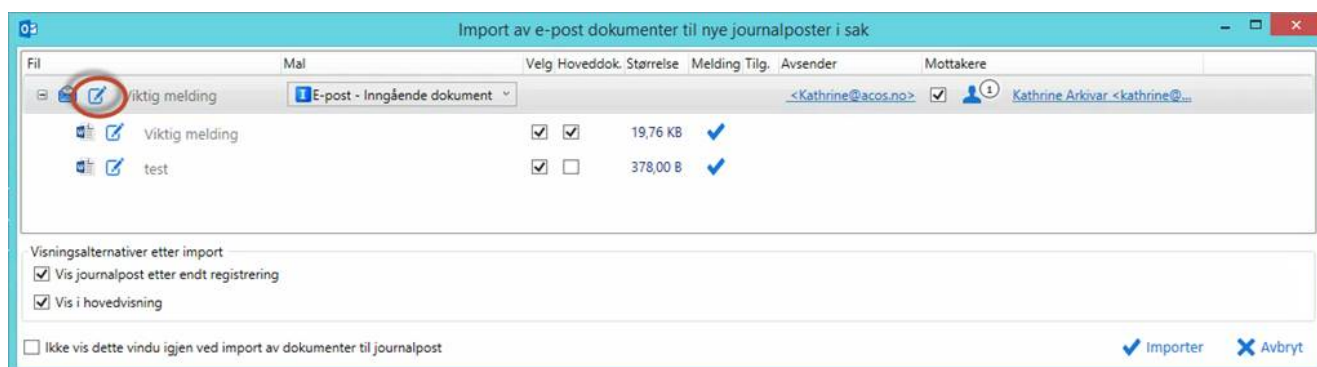 Import av e-post dokumenter til nye journalposter i sak
Fil Mal Velg Hoveddok. Størrelse Melding Tilg. Avsender Mottakere
Viktig melding E-post - Inngående dokument <Kathrine@acos.no> 1 Kathrine Arkivar <kathrine@...
Viktig melding 19,76 KB
test 378,00 B
Visningsalternativer etter import
Vis journalpost etter endt registrering
Vis i hovedvisning
Ikke vis dette vindu igjen ved import av dokumenter til journalpost
Importer Avbryt